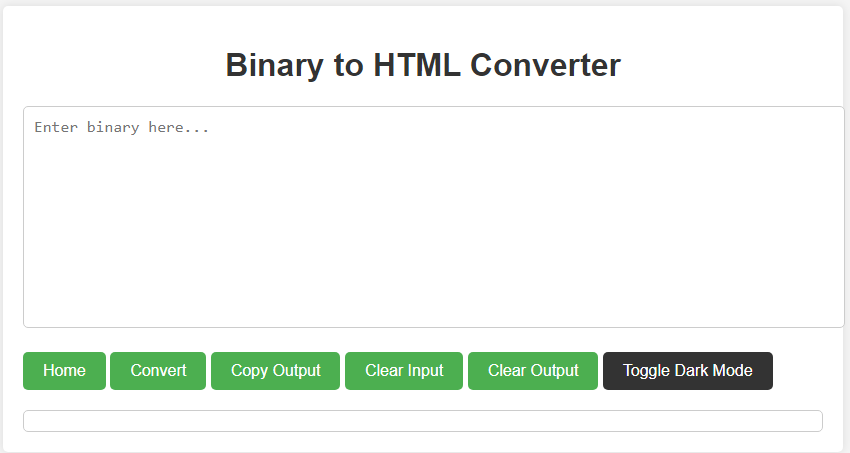 Binary to HTML Converter
Enter binary here...
Home Convert Copy Output Clear Input Clear Output Toggle Dark Mode